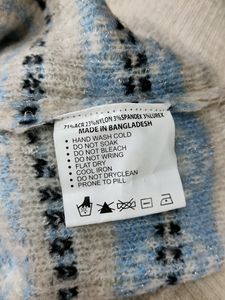 71%ACR 23%NYLON 3%SPANDEX 3%LUREX
MADE IN BANGLADESH
HAND WASH COLD
DO NOT SOAK
DO NOT BLEACH
DO NOT WRING
FLAT DRY
COOL IRON
DO NOT DRYCLEAN
PRONE TO PILL